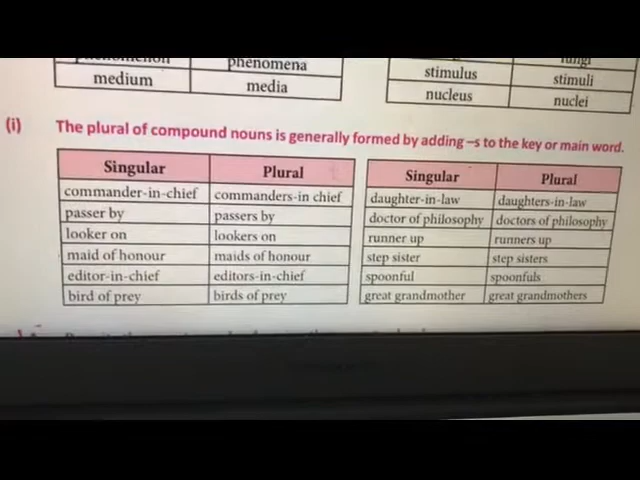 phenomenon phenomena
medium media
fungi
stimulus stimuli
nucleus nuclei
(i) The plural of compound nouns is generally formed by adding –s to the key or main word.
Singular Plural
commander-in-chief commanders-in chief
passer by passers by
looker on lookers on
maid of honour maids of honour
editor-in-chief editors-in-chief
bird of prey birds of prey
Singular Plural
daughter-in-law daughters-in-law
doctor of philosophy doctors of philosophy
runner up runners up
step sister step sisters
spoonful spoonfuls
great grandmother great grandmothers